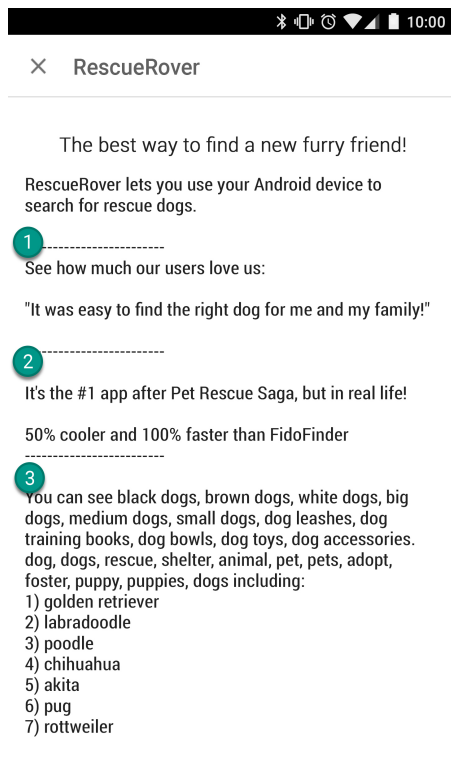 10:00
RescueRover
The best way to find a new furry friend!
RescueRover lets you use your Android device to
search for rescue dogs.
1 ----------------------
See how much our users love us:
"It was easy to find the right dog for me and my family!"
----------------------
2
It's the #1 app after Pet Rescue Saga, but in real life!
50% cooler and 100% faster than FidoFinder
-------------------------
3
You can see black dogs, brown dogs, white dogs, big
dogs, medium dogs, small dogs, dog leashes, dog
training books, dog bowls, dog toys, dog accessories.
dog, dogs, rescue, shelter, animal, pet, pets, adopt,
foster, puppy, puppies, dogs including:
1) golden retriever
2) labradoodle
3) poodle
4) chihuahua
5) akita
6) pug
7) rottweiler